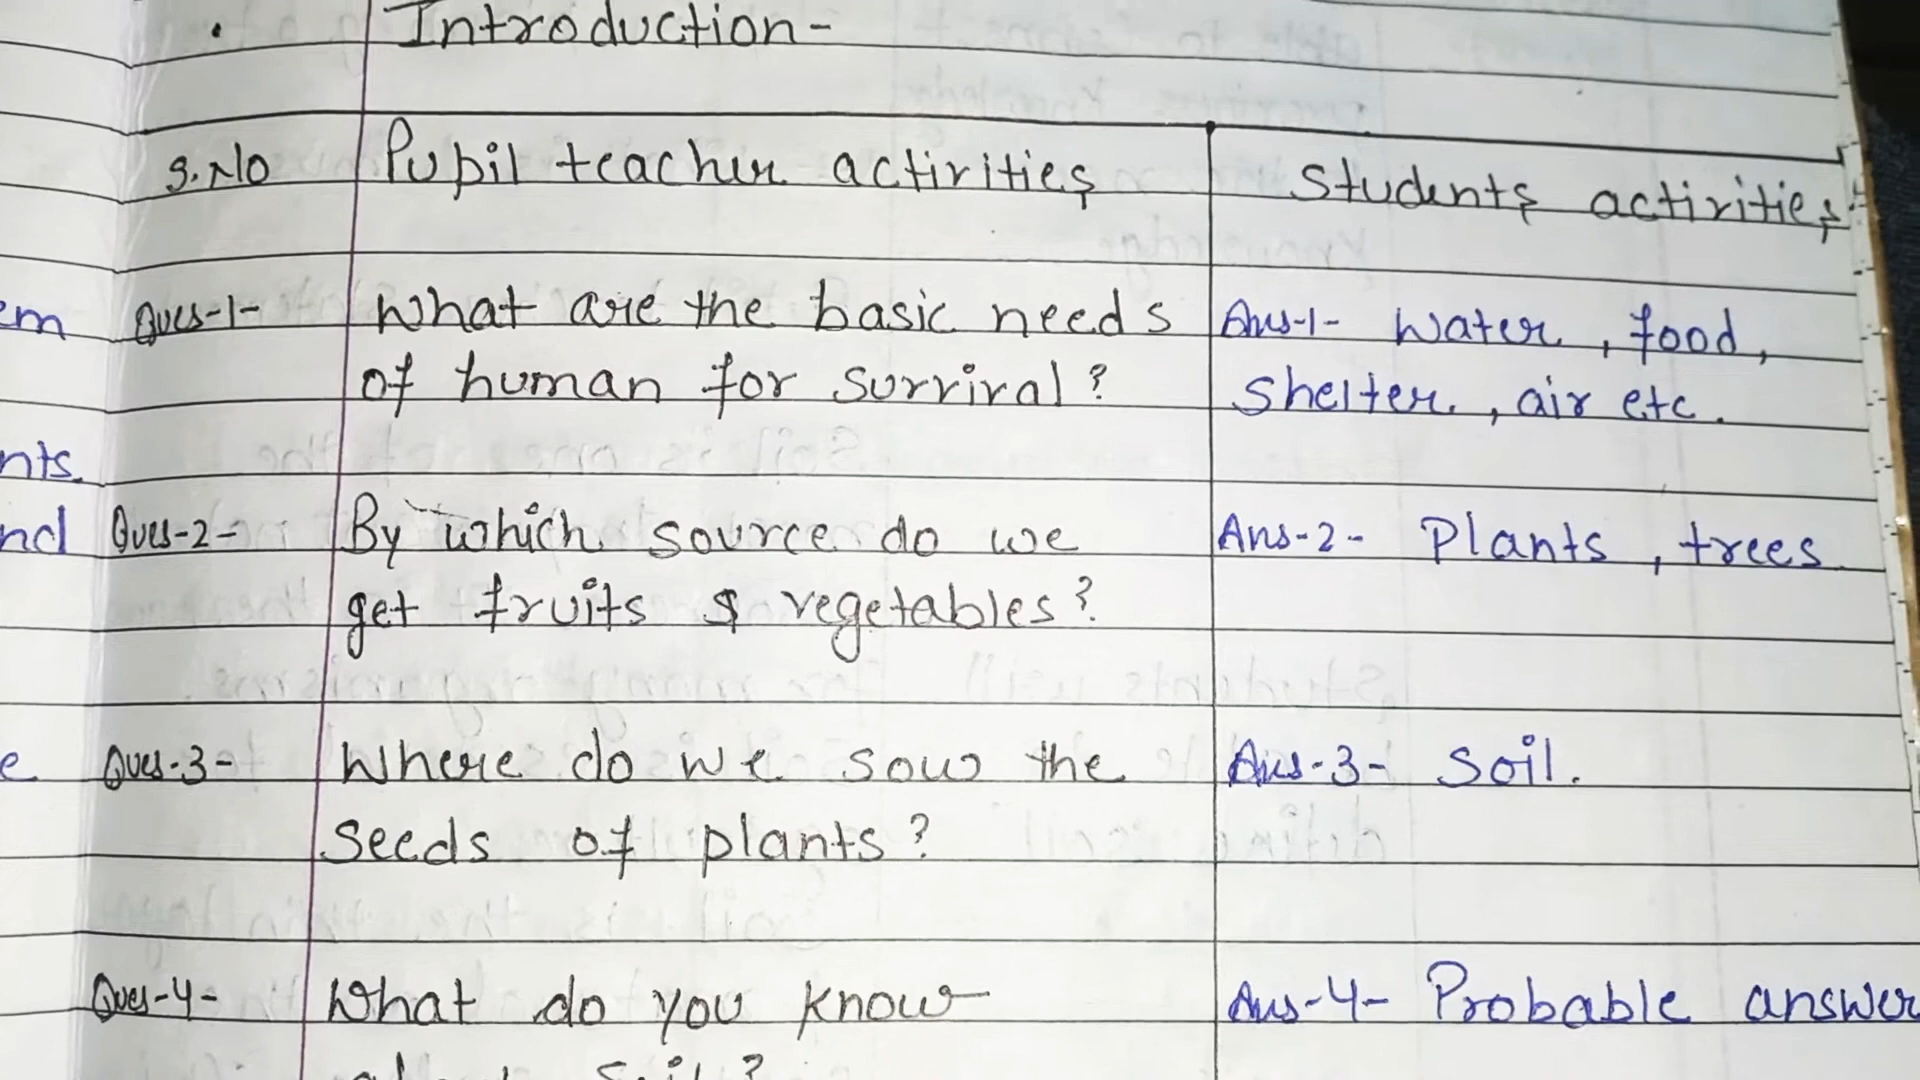 Introduction-
S.No Pupil teacher activities Students activities
em Ques-1- What are the basic needs Ans-1- Water, food,
of human for survival? shelter, air etc.
nts.
nd Ques-2- By which source do we Ans-2- Plants, trees.
get fruits & vegetables?
e Ques-3- Where do we sow the Ans-3- Soil.
seeds of plants?
Ques-4- What do you know Ans-4- Probable answer
soil?